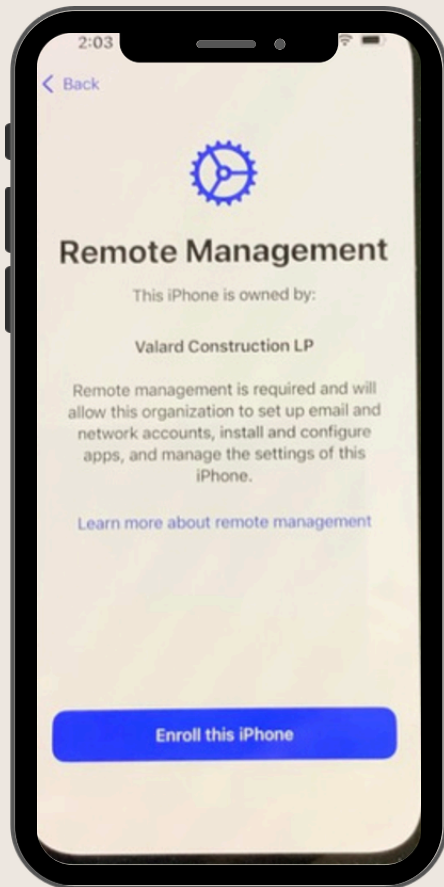 2:03
Back
Remote Management
This iPhone is owned by:
Valard Construction LP
Remote management is required and will
allow this organization to set up email and
network accounts, install and configure
apps, and manage the settings of this
iPhone.
Learn more about remote management
Enroll this iPhone